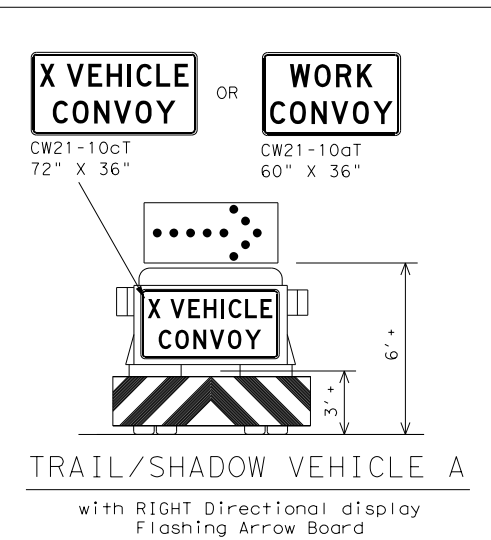 X VEHICLE
CONVOY
OR
WORK
CONVOY
CW21-10cT
72" X 36"
CW21-10aT
60" X 36"
X VEHICLE
CONVOY
6' +
3' +
TRAIL/SHADOW VEHICLE A
with RIGHT Directional display
Flashing Arrow Board